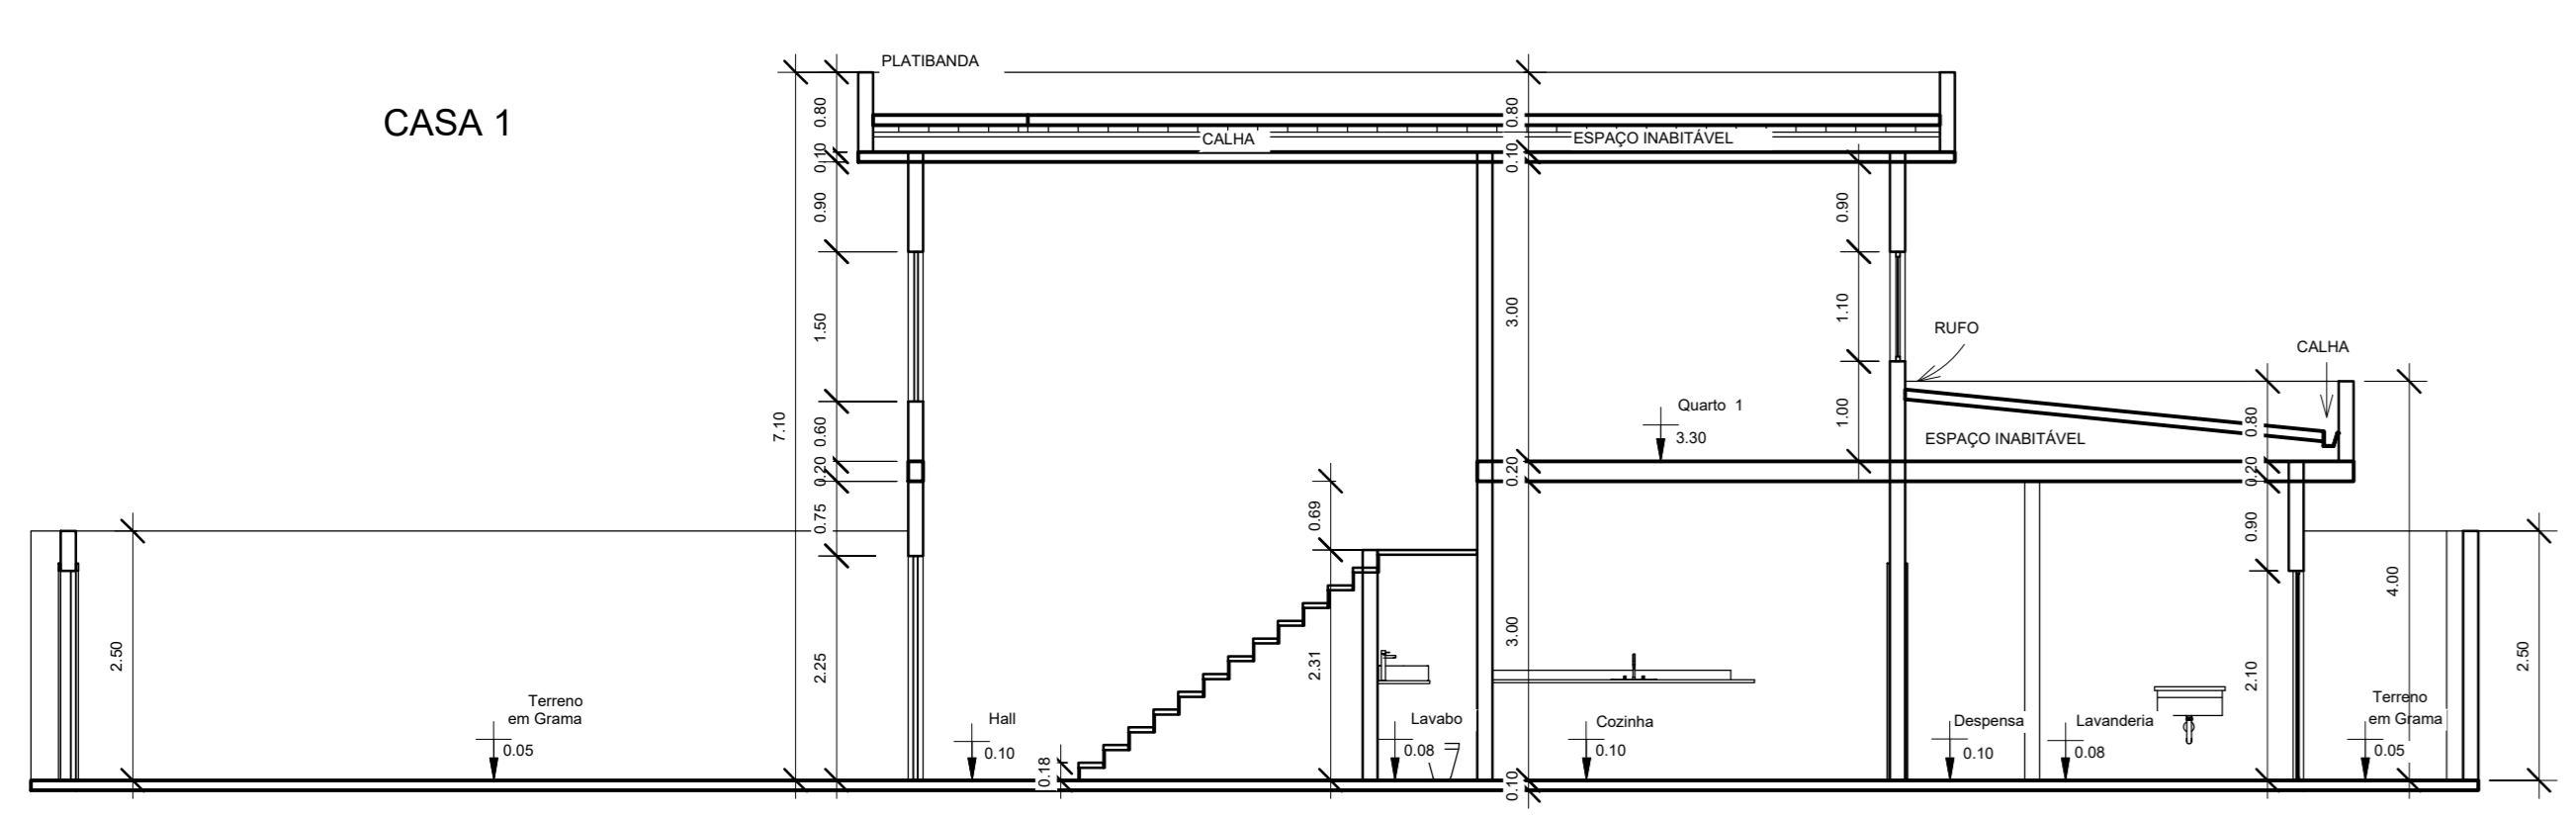 PLATIBANDA
CASA 1
0.80
0.80
CALHA
ESPAÇO INABITÁVEL
0.10
0.10
0.90
0.90
1.50
3.00
1.10
RUFO
CALHA
7.10
0.60
Quarto 1
3.30
1.00
0.80
ESPAÇO INABITÁVEL
0.20
0.20
0.20
0.75
0.69
0.90
4.00
2.50
2.25
2.31
3.00
2.10
2.50
Terreno
em Grama
0.05
Hall
0.10
0.18
Lavabo
0.08
Cozinha
0.10
Despensa
0.10
Lavanderia
0.08
Terreno
em Grama
0.05
0.10